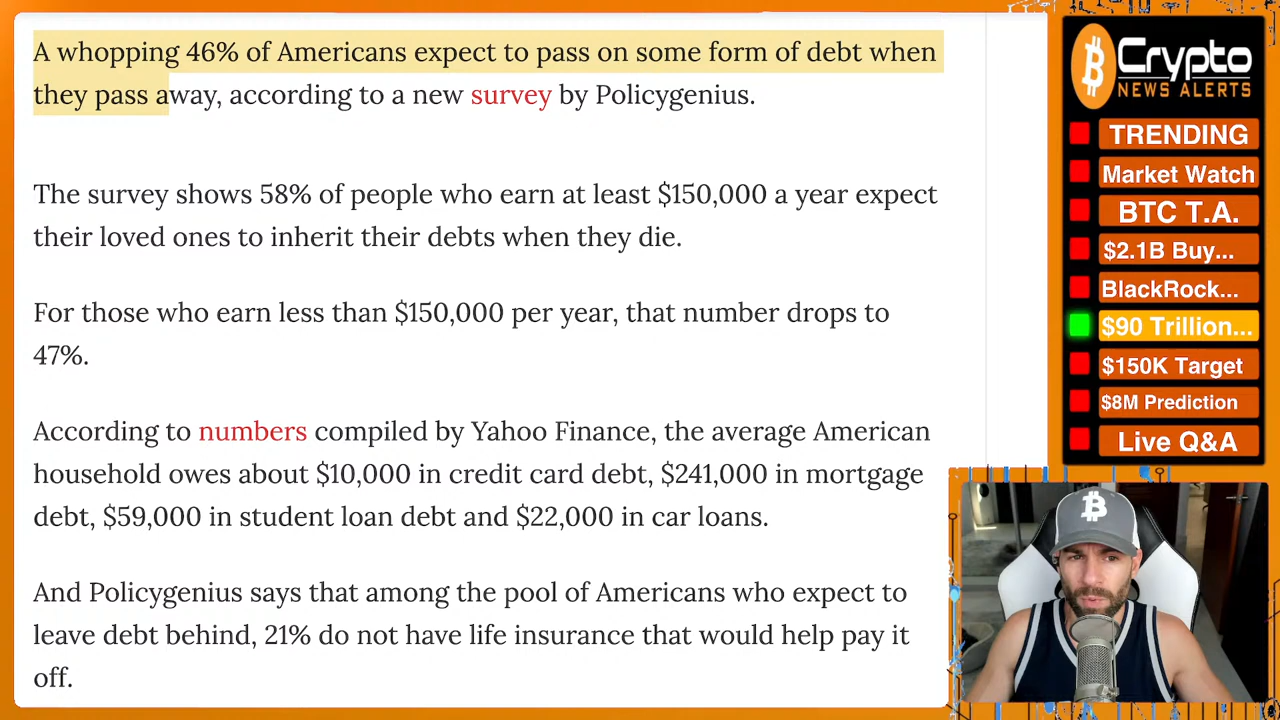 A whopping 46% of Americans expect to pass on some form of debt when
they pass away, according to a new survey by Policygenius.
The survey shows 58% of people who earn at least $150,000 a year expect
their loved ones to inherit their debts when they die.
For those who earn less than $150,000 per year, that number drops to
47%.
According to numbers compiled by Yahoo Finance, the average American
household owes about $10,000 in credit card debt, $241,000 in mortgage
debt, $59,000 in student loan debt and $22,000 in car loans.
And Policygenius says that among the pool of Americans who expect to
leave debt behind, 21% do not have life insurance that would help pay it
off.
Crypto
NEWS ALERTS
TRENDING
Market Watch
BTC T.A.
$2.1B Buy...
BlackRock...
$90 Trillion...
$150K Target
$8M Prediction
Live Q&A